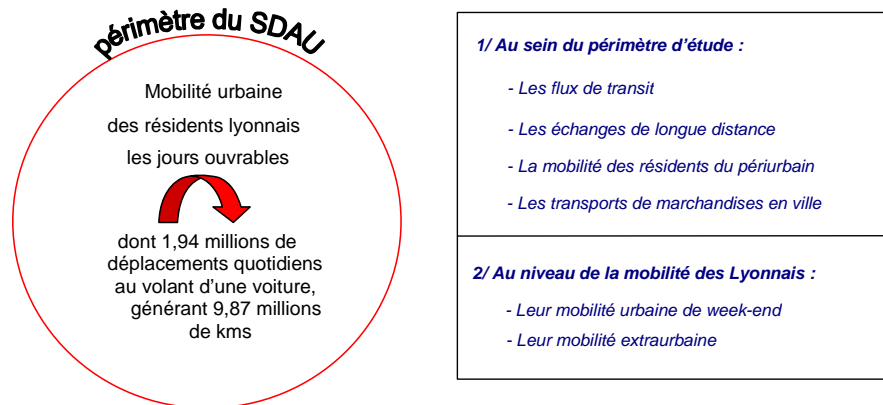 périmètre du SDAU
Mobilité urbaine
des résidents lyonnais
les jours ouvrables
dont 1,94 millions de
déplacements quotidiens
au volant d'une voiture,
générant 9,87 millions
de kms
1/ Au sein du périmètre d'étude :
- Les flux de transit
- Les échanges de longue distance
- La mobilité des résidents du périurbain
- Les transports de marchandises en ville
2/ Au niveau de la mobilité des Lyonnais :
- Leur mobilité urbaine de week-end
- Leur mobilité extraurbaine